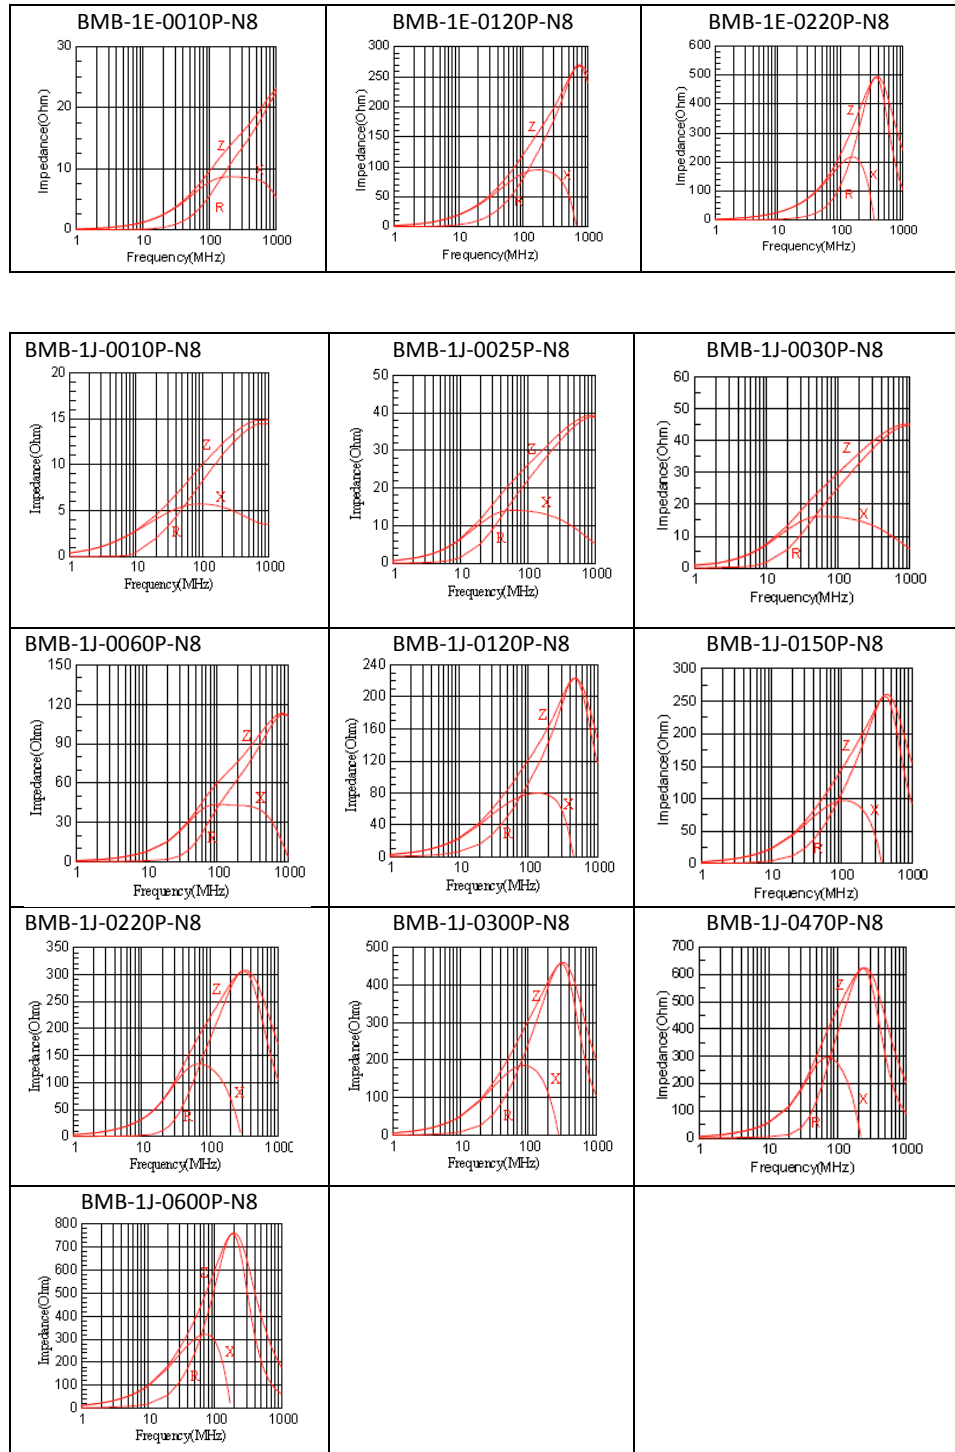 BMB-1E-0010P-N8 BMB-1E-0120P-N8 BMB-1E-0220P-N8
30
20
10
0
Impedance(Ohm)
Z
X
R
1 10 100 1000
Frequency(MHz)
300
250
200
150
100
50
0
Impedance(Ohm)
Z
X
R
1 10 100 1000
Frequency(MHz)
600
500
400
300
200
100
0
Impedance(Ohm)
Z
X
R
1 10 100 1000
Frequency(MHz)
BMB-1J-0010P-N8 BMB-1J-0025P-N8 BMB-1J-0030P-N8
20
15
10
5
0
Impedance(Ohm)
Z
X
R
1 10 100 1000
Frequency(MHz)
50
40
30
20
10
0
Impedance(Ohm)
Z
X
R
1 10 100 1000
Frequency(MHz)
60
50
40
30
20
10
0
Impedance(Ohm)
Z
X
R
1 10 100 1000
Frequency(MHz)
BMB-1J-0060P-N8 BMB-1J-0120P-N8 BMB-1J-0150P-N8
150
120
90
60
30
0
Impedance(Ohm)
Z
X
R
1 10 100 1000
Frequency(MHz)
240
200
160
120
80
40
0
Impedance(Ohm)
Z
X
R
1 10 100 1000
Frequency(MHz)
300
250
200
150
100
50
0
Impedance(Ohm)
Z
X
R
1 10 100 1000
Frequency(MHz)
BMB-1J-0220P-N8 BMB-1J-0300P-N8 BMB-1J-0470P-N8
350
300
250
200
150
100
50
0
Impedance(Ohm)
Z
X
R
1 10 100 1000
Frequency(MHz)
500
400
300
200
100
0
Impedance(Ohm)
Z
X
R
1 10 100 1000
Frequency(MHz)
700
600
500
400
300
200
100
0
Impedance(Ohm)
Z
X
R
1 10 100 1000
Frequency(MHz)
BMB-1J-0600P-N8
800
700
600
500
400
300
200
100
0
Impedance(Ohm)
Z
X
R
1 10 100 1000
Frequency(MHz)